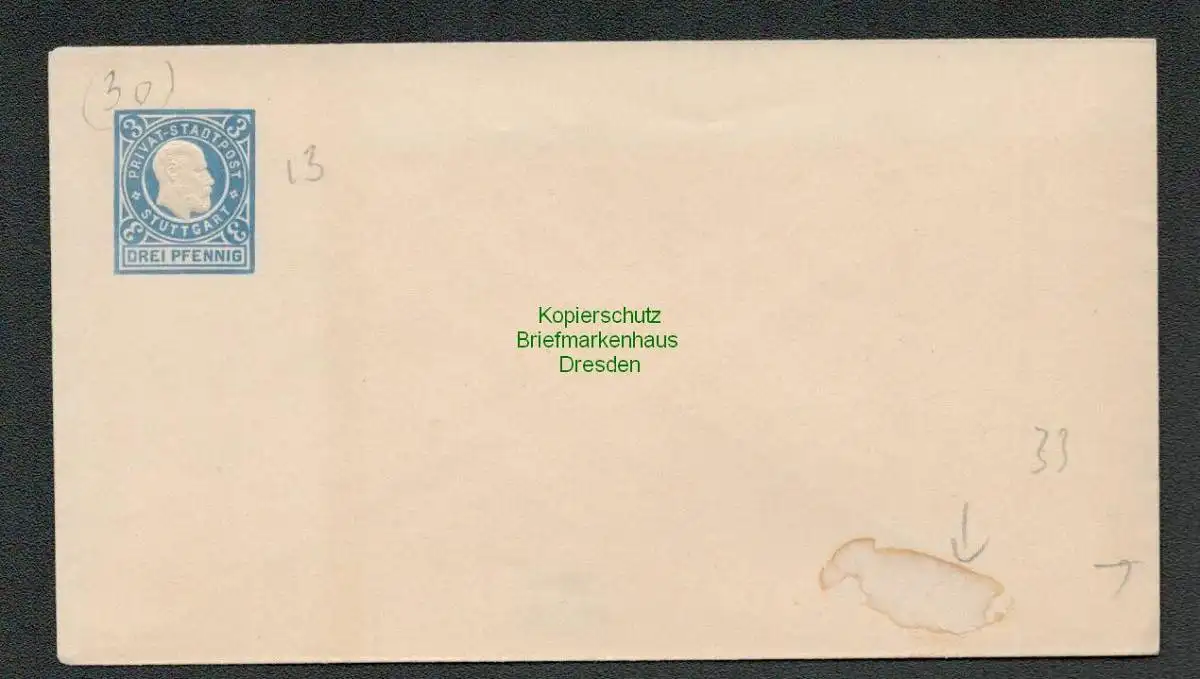 (30)
3 3
PRIVAT-STADTPOST
STUTTGART
3 3
DREI PFENNIG
13
Kopierschutz
Briefmarkenhaus
Dresden
33